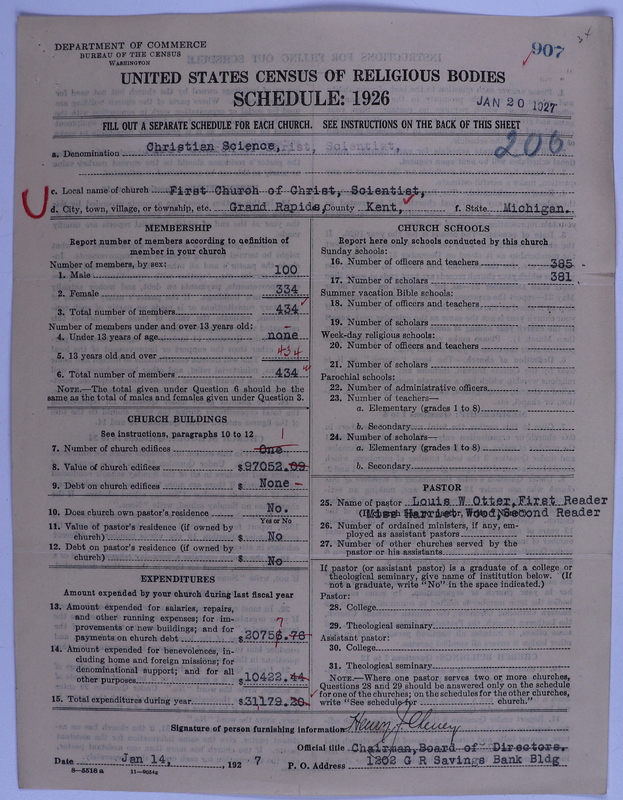 DEPARTMENT OF COMMERCE
BUREAU OF THE CENSUS
WASHINGTON
907
UNITED STATES CENSUS OF RELIGIOUS BODIES
SCHEDULE: 1926
JAN 20 1927
FILL OUT A SEPARATE SCHEDULE FOR EACH CHURCH. SEE INSTRUCTIONS ON THE BACK OF THIS SHEET
206
a. Denomination Christian Science,
c. Local name of church First Church of Christ, Scientist,
d. City, town, village, or township, etc. Grand Rapids, County Kent, f. State Michigan.
MEMBERSHIP
Report number of members according to definition of
member in your church
Number of members, by sex:
1. Male 100
2. Female 334
3. Total number of members 434
Number of members under and over 13 years old:
4. Under 13 years of age none
5. 13 years old and over 434
6. Total number of members 434
NOTE.—The total given under Question 6 should be the
same as the total of males and females given under Question 3.
CHURCH BUILDINGS
See instructions, paragraphs 10 to 12
7. Number of church edifices One 1
8. Value of church edifices $97052.09
9. Debt on church edifices $ None
10. Does church own pastor's residence? No.
Yes or No
11. Value of pastor's residence (if owned by
church) $ No
12. Debt on pastor's residence (if owned by
church) $ No
EXPENDITURES
Amount expended by your church during last fiscal year
13. Amount expended for salaries, repairs,
and other running expenses; for im-
provements or new buildings; and for
payments on church debt $20756.76
7
14. Amount expended for benevolences, in-
cluding home and foreign missions; for
denominational support; and for all
other purposes $10422.44
15. Total expenditures during year $31179.20
CHURCH SCHOOLS
Report here only schools conducted by this church
Sunday schools:
16. Number of officers and teachers 385
17. Number of scholars 381
Summer vacation Bible schools:
18. Number of officers and teachers
19. Number of scholars
Week-day religious schools:
20. Number of officers and teachers
21. Number of scholars
Parochial schools:
22. Number of administrative officers
23. Number of teachers—
a. Elementary (grades 1 to 8)
b. Secondary
24. Number of scholars—
a. Elementary (grades 1 to 8)
b. Secondary
PASTOR
25. Name of pastor Louis W Otter, First Reader
Miss Harriet Wood, Second Reader
26. Number of ordained ministers, if any, em-
ployed as assistant pastors
27. Number of other churches served by the
pastor or his assistants
If pastor (or assistant pastor) is a graduate of a college or
theological seminary, give name of institution below. (If
not a graduate, write "No" in the space indicated.)
Pastor:
28. College
29. Theological seminary
Assistant pastor:
30. College
31. Theological seminary
NOTE.—Where one pastor serves two or more churches,
Questions 28 and 29 should be answered only on the schedule
for one of the churches; on the schedules for the other churches,
write "See schedule for church."
Signature of person furnishing information Henry J. Cheney
Official title Chairman, Board of Directors.
Date Jan 14, 1927 P. O. Address 1202 G R Savings Bank Bldg
8—5518 a 11—9054g